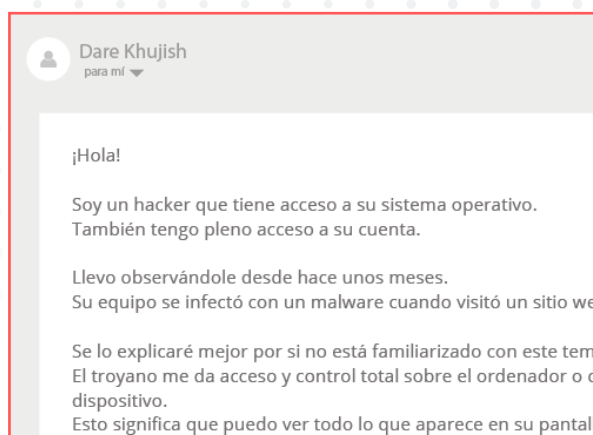 Dare Khujish
para mí
¡Hola!
Soy un hacker que tiene acceso a su sistema operativo.
También tengo pleno acceso a su cuenta.
Llevo observándole desde hace unos meses.
Su equipo se infectó con un malware cuando visitó un sitio
Se lo explicaré mejor por si no está familiarizado con este
El troyano me da acceso y control total sobre el ordenador o
dispositivo.
Esto significa que puedo ver todo lo que aparece en su